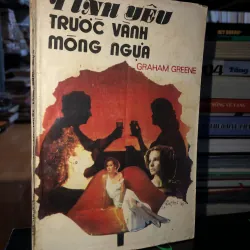 TÌNH YÊU
TRƯỚC VÀNH
MÓNG NGỰA
GRAHAM GREENE